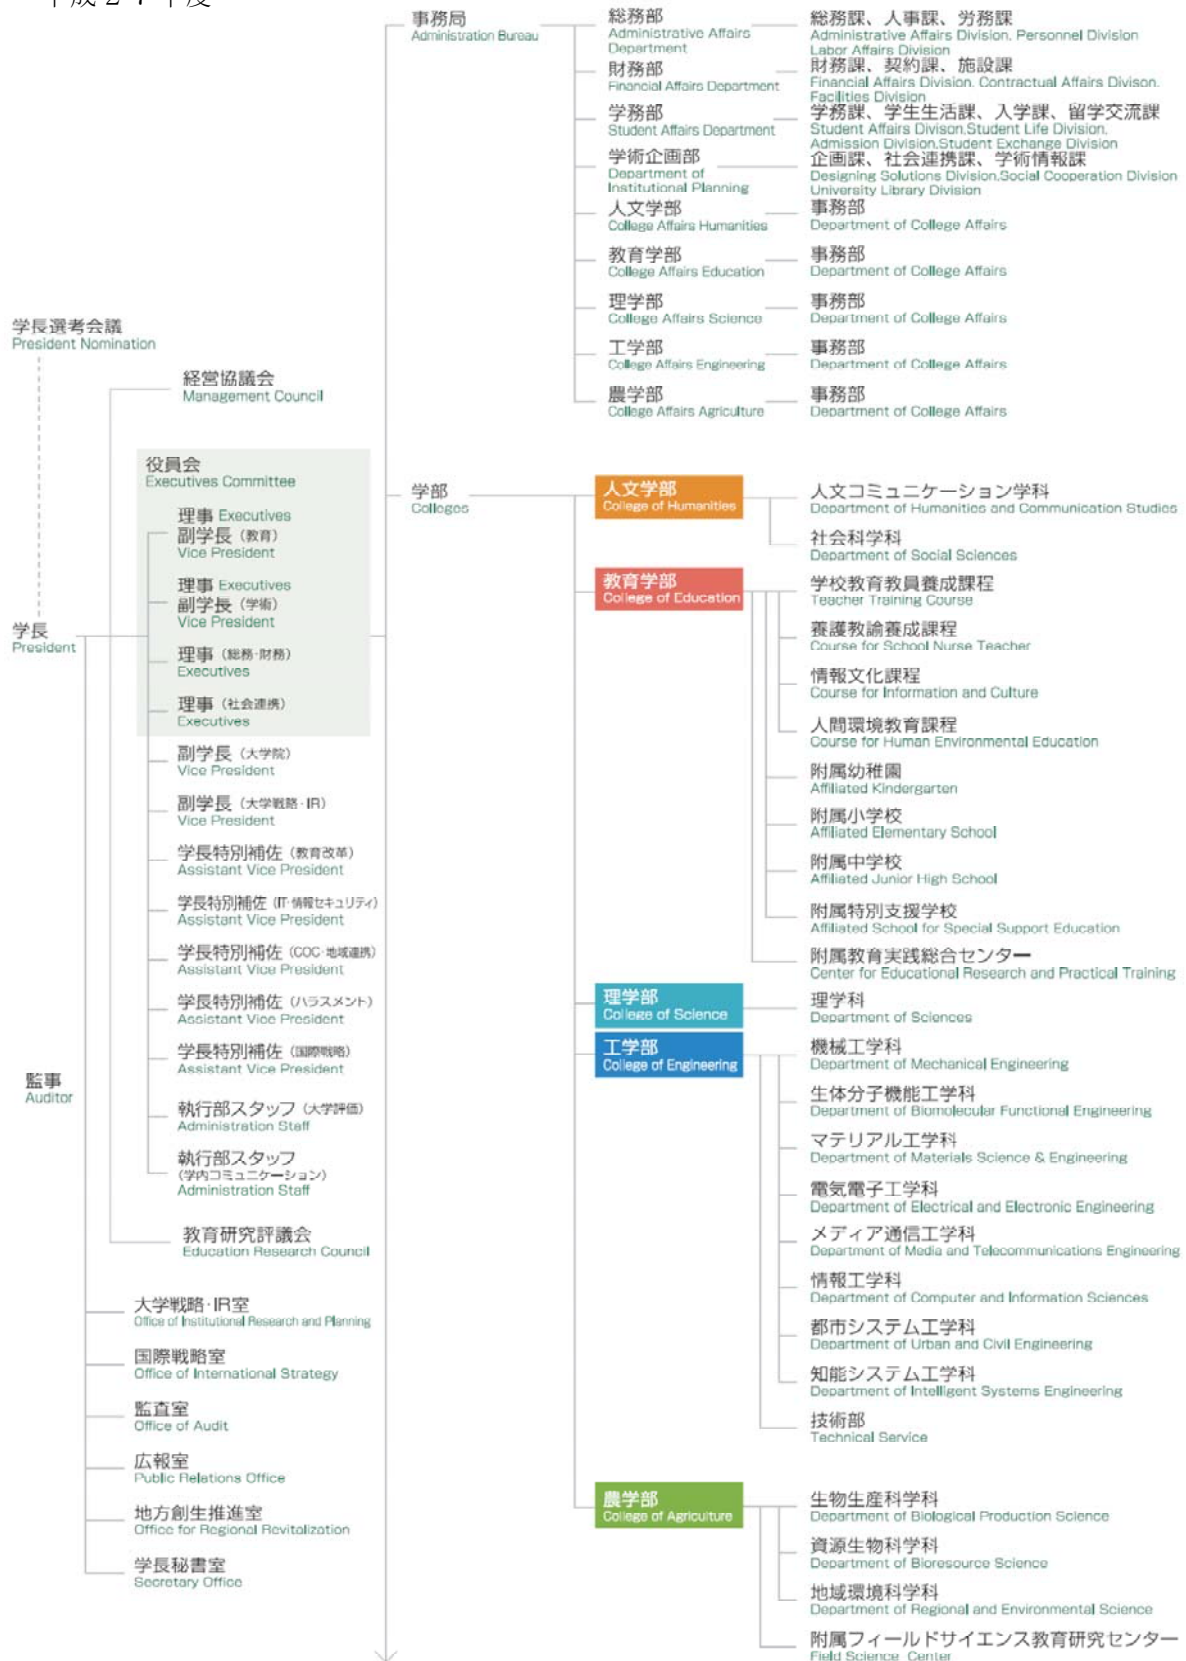 事務局
Administration Bureau
総務部
Administrative Affairs
Department
総務課、人事課、労務課
Administrative Affairs Division, Personnel Division
Labor Affairs Division
財務部
Financial Affairs Department
財務課、契約課、施設課
Financial Affairs Division, Contractual Affairs Divison,
Facilities Division
学務部
Student Affairs Department
学務課、学生生活課、入学課、留学交流課
Student Affairs Divison,Student Life Division,
Admission Division,Student Exchange Division
学術企画部
Department of
Institutional Planning
企画課、社会連携課、学術情報課
Designing Solutions Division,Social Cooperation Division
University Library Division
人文学部
College Affairs Humanities
事務部
Department of College Affairs
教育学部
College Affairs Education
事務部
Department of College Affairs
理学部
College Affairs Science
事務部
Department of College Affairs
工学部
College Affairs Engineering
事務部
Department of College Affairs
農学部
College Affairs Agriculture
事務部
Department of College Affairs
学長選考会議
President Nomination
経営協議会
Management Council
役員会
Executives Committee
理事 Executives
副学長（教育）
Vice President
理事 Executives
副学長（学術）
Vice President
学長
President
理事（総務・財務）
Executives
理事（社会連携）
Executives
副学長（大学院）
Vice President
副学長（大学戦略・IR）
Vice President
学長特別補佐（教育改革）
Assistant Vice President
学長特別補佐（IT・情報セキュリティ）
Assistant Vice President
学長特別補佐（COC・地域連携）
Assistant Vice President
学長特別補佐（ハラスメント）
Assistant Vice President
学長特別補佐（国際戦略）
Assistant Vice President
監事
Auditor
執行部スタッフ（大学評価）
Administration Staff
執行部スタッフ
（学内コミュニケーション）
Administration Staff
教育研究評議会
Education Research Council
大学戦略・IR室
Office of Institutional Research and Planning
国際戦略室
Office of International Strategy
監査室
Office of Audit
広報室
Public Relations Office
地方創生推進室
Office for Regional Revitalization
学長秘書室
Secretary Office
学部
Colleges
人文学部
College of Humanities
人文コミュニケーション学科
Department of Humanities and Communication Studies
社会科学科
Department of Social Sciences
教育学部
College of Education
学校教育教員養成課程
Teacher Training Course
養護教諭養成課程
Course for School Nurse Teacher
情報文化課程
Course for Information and Culture
人間環境教育課程
Course for Human Environmental Education
附属幼稚園
Affiliated Kindergarten
附属小学校
Affiliated Elementary School
附属中学校
Affiliated Junior High School
附属特別支援学校
Affiliated School for Special Support Education
附属教育実践総合センター
Center for Educational Research and Practical Training
理学部
College of Science
理学科
Department of Sciences
工学部
College of Engineering
機械工学科
Department of Mechanical Engineering
生体分子機能工学科
Department of Biomolecular Functional Engineering
マテリアル工学科
Department of Materials Science & Engineering
電気電子工学科
Department of Electrical and Electronic Engineering
メディア通信工学科
Department of Media and Telecommunications Engineering
情報工学科
Department of Computer and Information Sciences
都市システム工学科
Department of Urban and Civil Engineering
知能システム工学科
Department of Intelligent Systems Engineering
技術部
Technical Service
農学部
College of Agriculture
生物生産科学科
Department of Biological Production Science
資源生物科学科
Department of Bioresource Science
地域環境科学科
Department of Regional and Environmental Science
附属フィールドサイエンス教育研究センター
Field Science Center